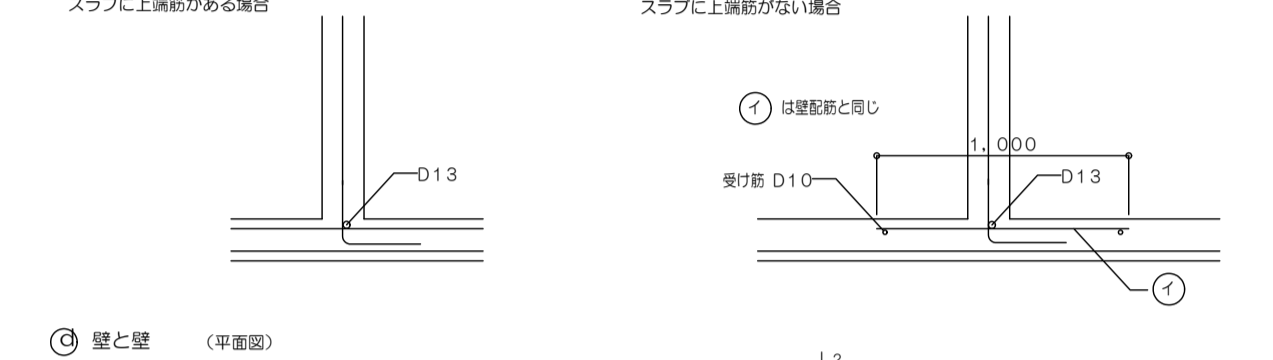 スラブに上端筋がある場合
スラブに上端筋がない場合
イ は壁配筋と同じ
1, 000
D13
受け筋 D10
D13
イ
d 壁と壁 (平面図)
L2